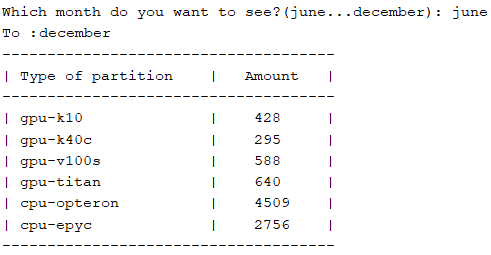 Which month do you want to see?(june...december): june
To :december
-------------------------------------
| Type of partition    |   Amount   |
-------------------------------------
| gpu-k10              |    428     |
| gpu-k40c             |    295     |
| gpu-v100s            |    588     |
| gpu-titan            |    640     |
| cpu-opteron          |    4509    |
| cpu-epyc             |    2756    |
-------------------------------------